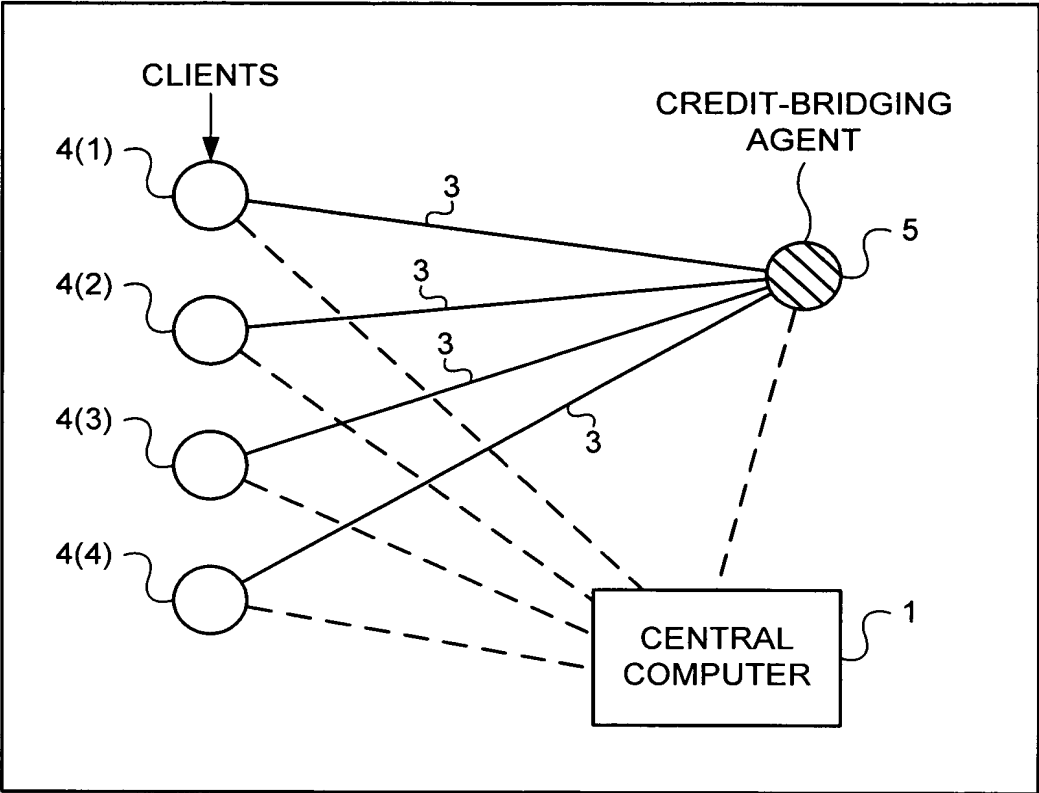 CLIENTS
CREDIT-BRIDGING
AGENT
4(1)
3
5
4(2)
3
3
4(3)
3
4(4)
1
CENTRAL
COMPUTER